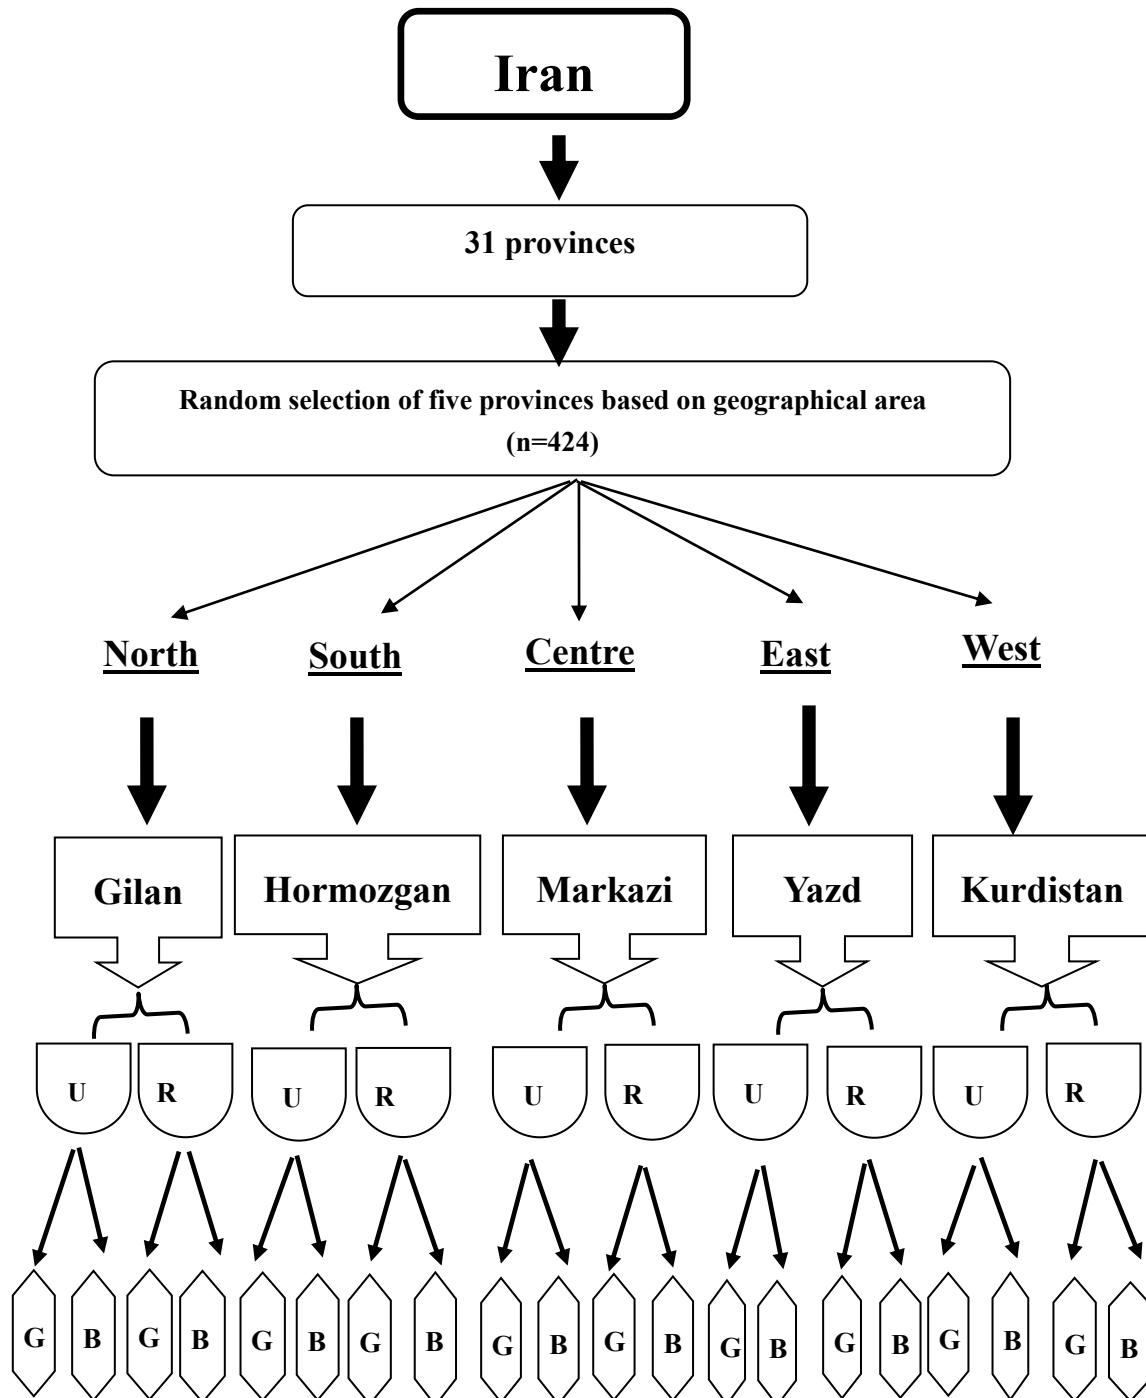 Iran
31 provinces
Random selection of five provinces based on geographical area
(n=424)
North South Centre East West
Gilan Hormozgan Markazi Yazd Kurdistan
U R U R U R U R U R
G B G B G B G B G B G B G B G B G B G B